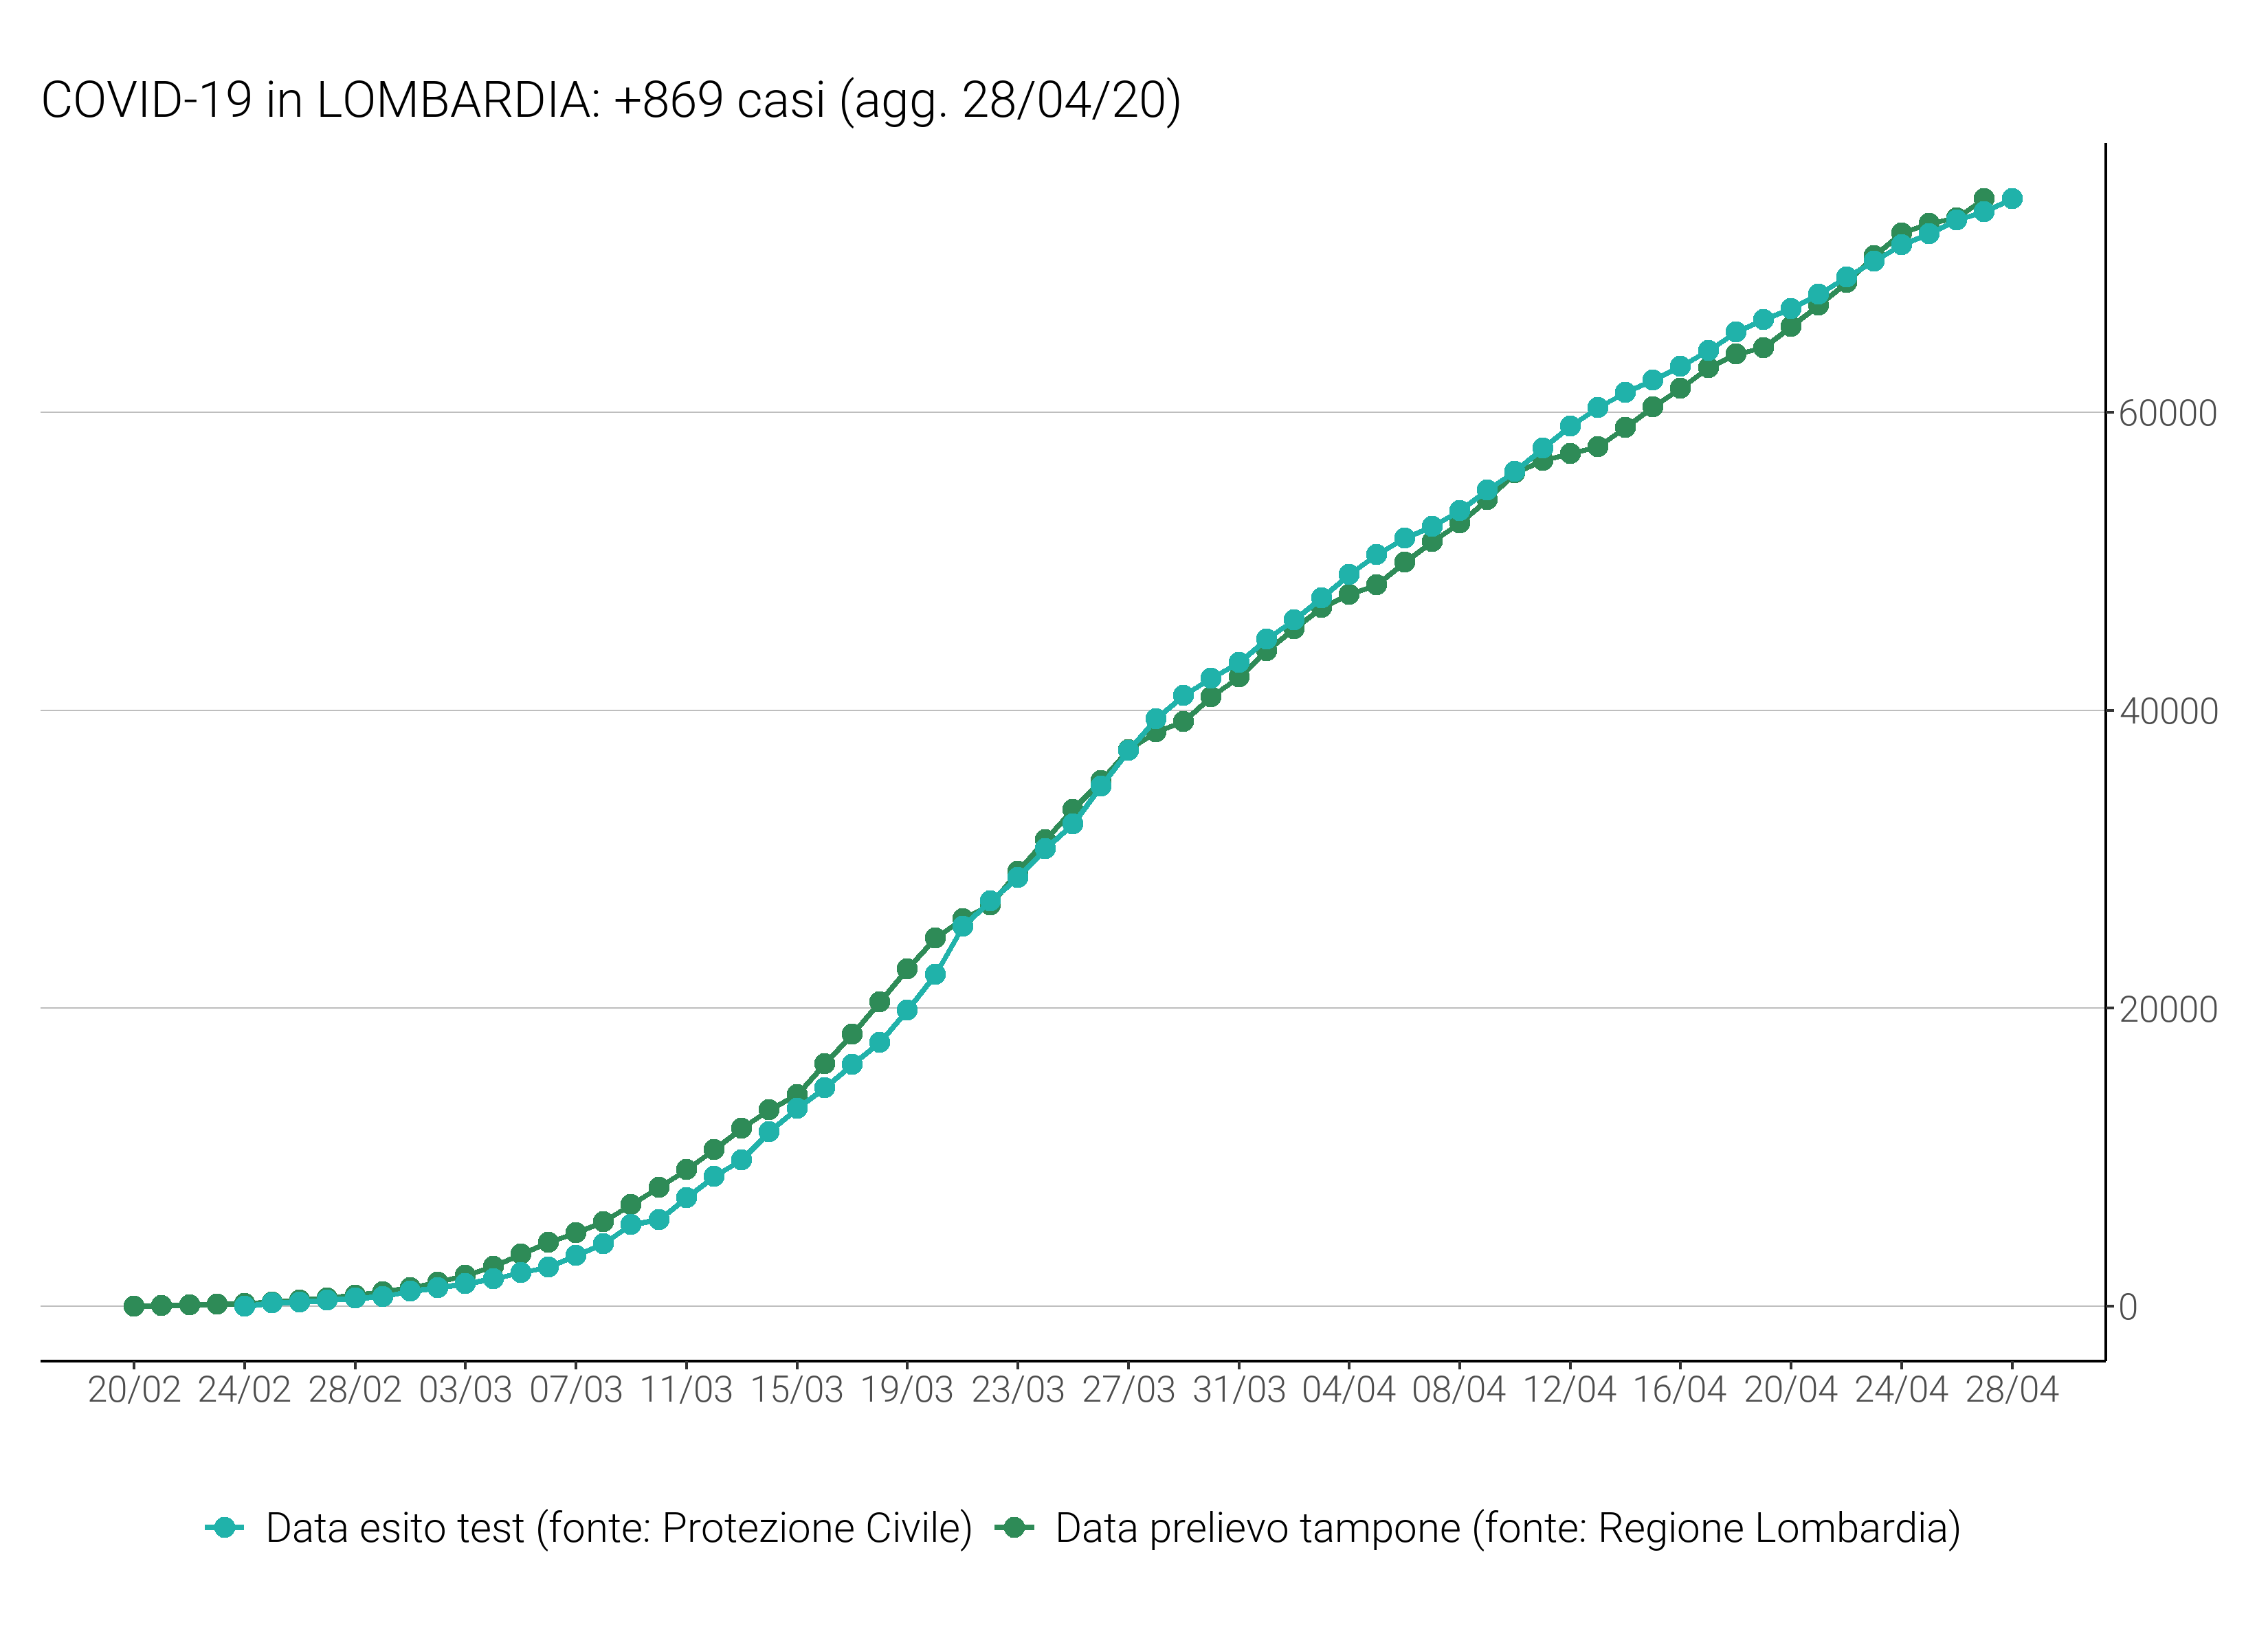 COVID-19 in LOMBARDIA: +869 casi (agg. 28/04/20)
60000
40000
20000
0
20/02 24/02 28/02 03/03 07/03 11/03 15/03 19/03 23/03 27/03 31/03 04/04 08/04 12/04 16/04 20/04 24/04 28/04
Data esito test (fonte: Protezione Civile) Data prelievo tampone (fonte: Regione Lombardia)